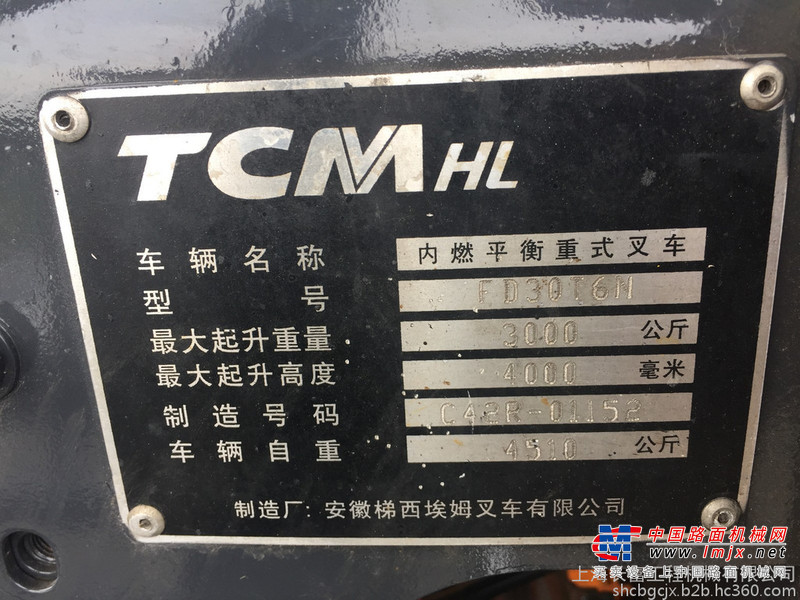 TCM HL
车辆名称 内燃平衡重式叉车
型号 FD30T6N
最大起升重量 3000 公斤
最大起升高度 4000 毫米
制造号码 C42R-01152
车辆自重 4510 公斤
制造厂: 安徽梯西埃姆叉车有限公司
中国路面机械网
www.lmjx.net
shcbgcjx.b2b.hc360.com